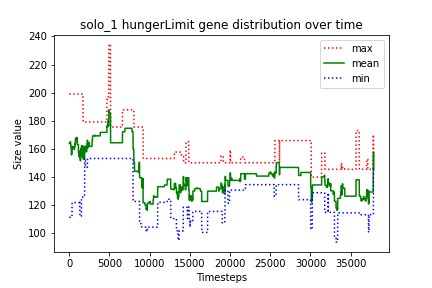 solo_1 hungerLimit gene distribution over time
240
220
200
180
160
140
120
100
Size value
max
mean
min
0 5000 10000 15000 20000 25000 30000 35000
Timesteps